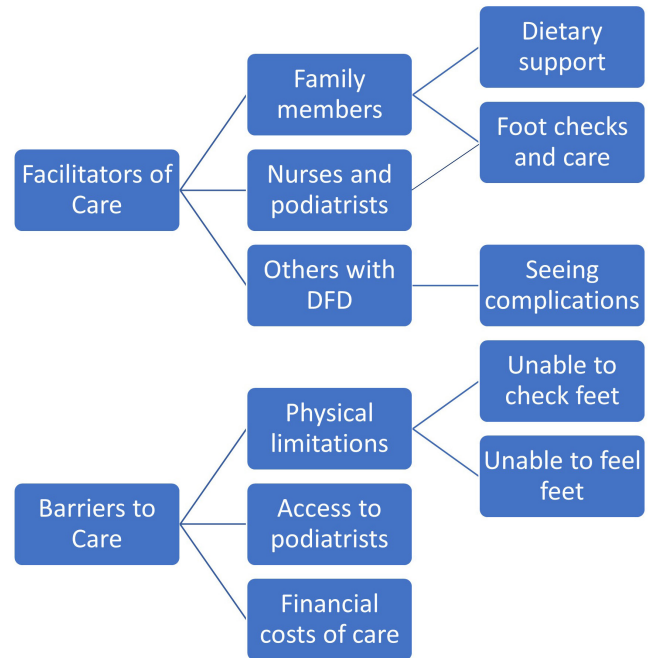 Facilitators of
Care
Family
members
Dietary
support
Foot checks
and care
Nurses and
podiatrists
Others with
DFD
Seeing
complications
Barriers to
Care
Physical
limitations
Unable to
check feet
Unable to feel
feet
Access to
podiatrists
Financial
costs of care